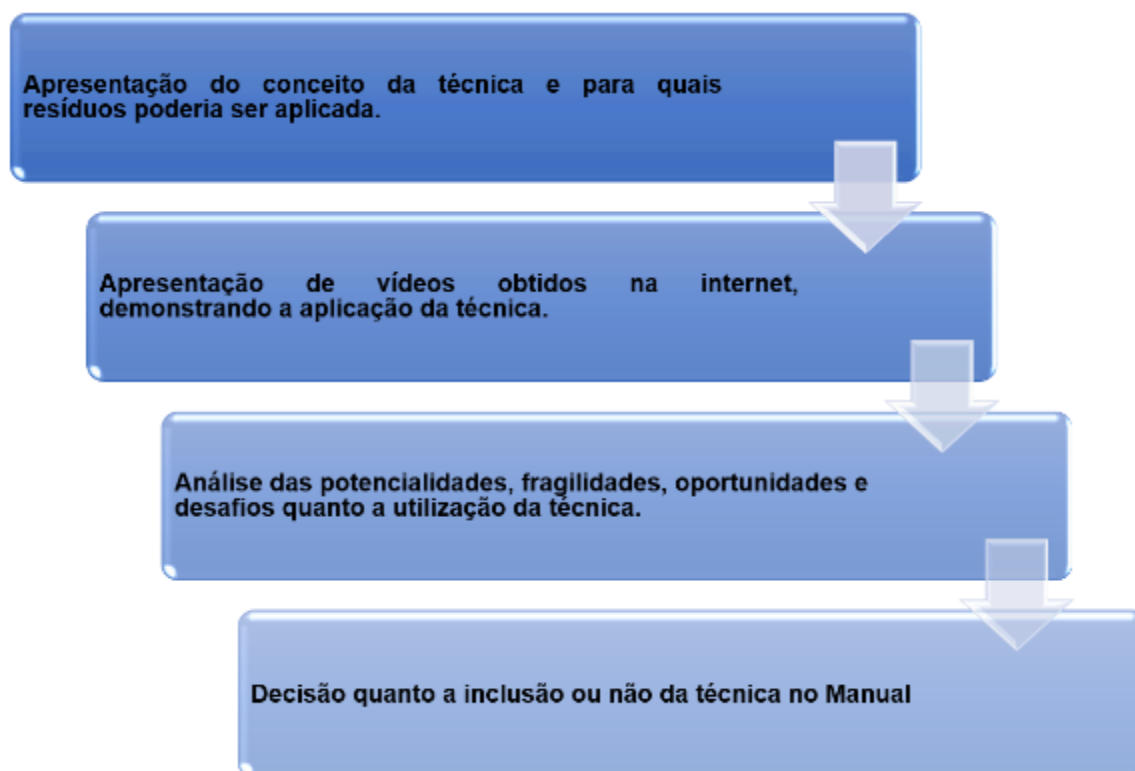 Apresentação do conceito da técnica e para quais
resíduos poderia ser aplicada.
Apresentação de vídeos obtidos na internet,
demonstrando a aplicação da técnica.
Análise das potencialidades, fragilidades, oportunidades e
desafios quanto a utilização da técnica.
Decisão quanto a inclusão ou não da técnica no Manual